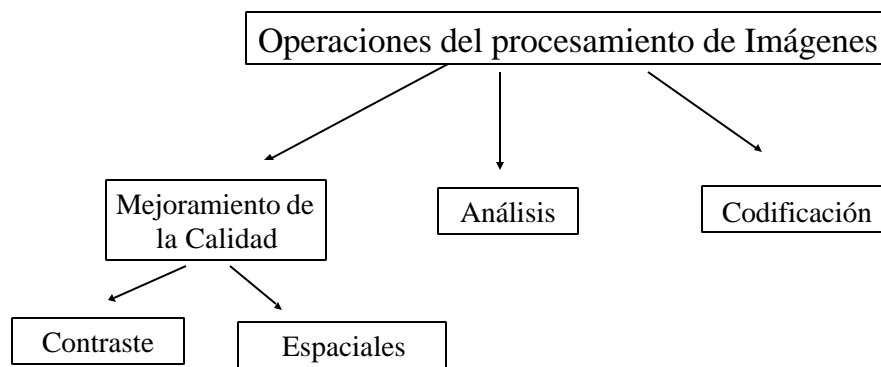 Operaciones del procesamiento de Imágenes
Mejoramiento de
la Calidad
Análisis
Codificación
Contraste
Espaciales